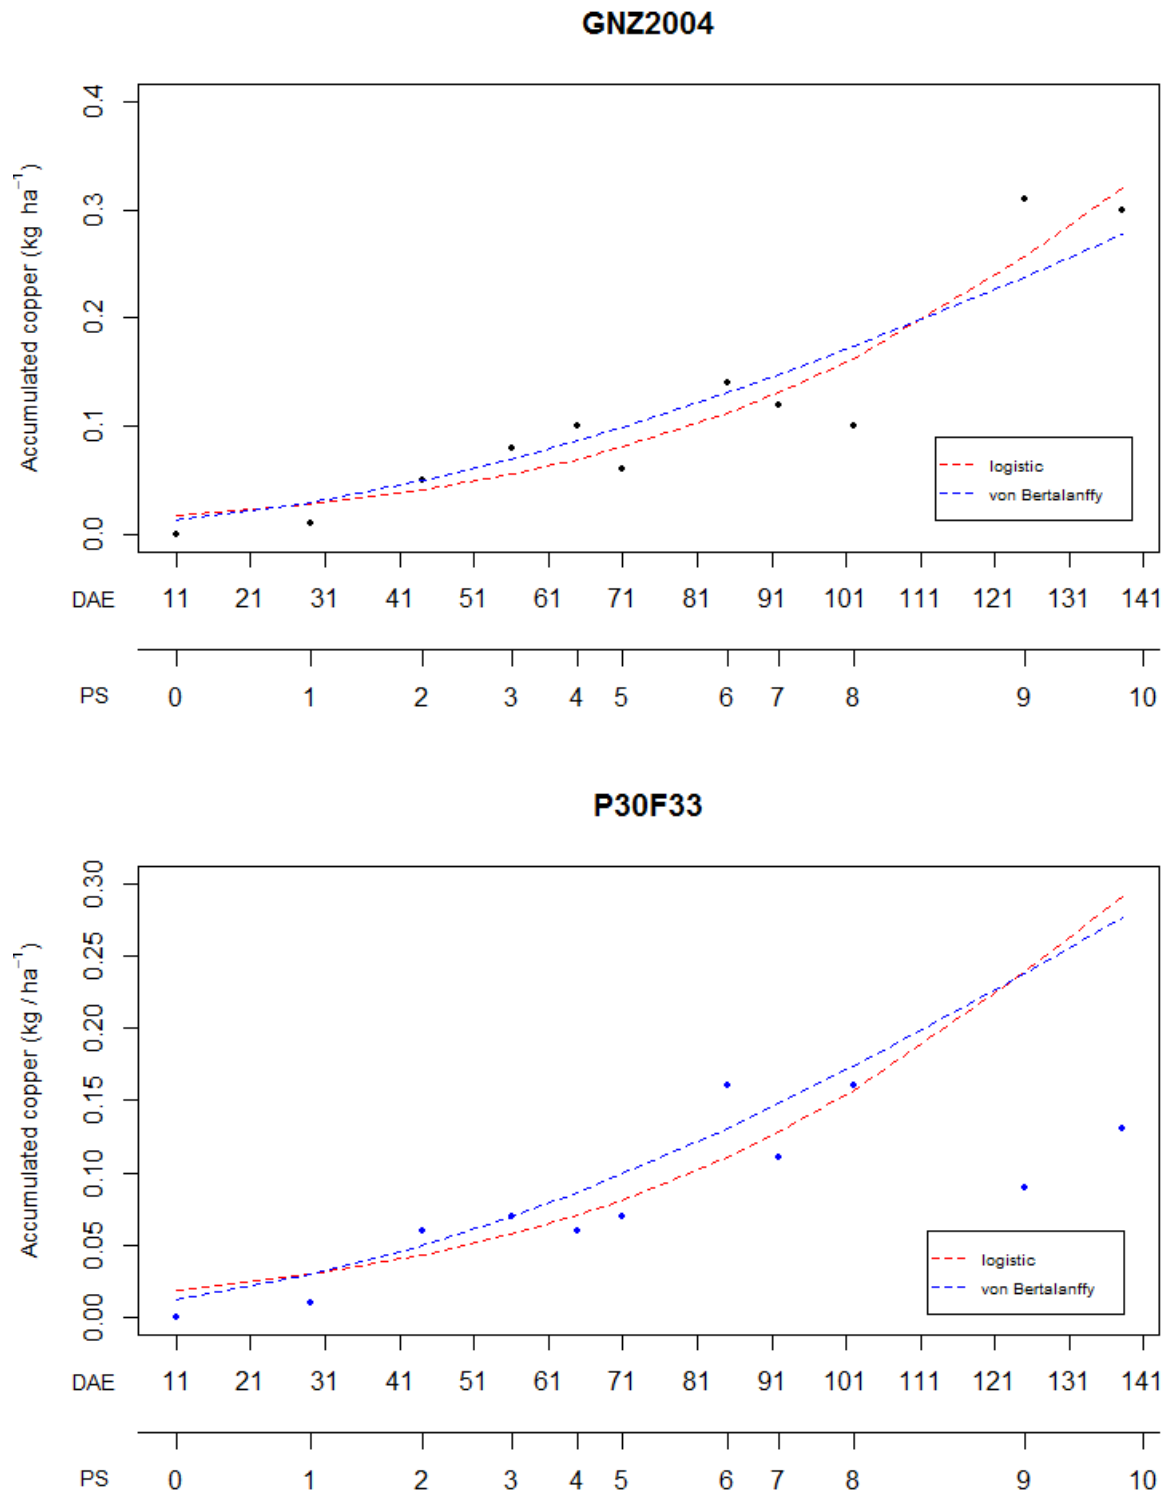 GNZ2004
Accumulated copper (kg ha⁻¹)
0.4
0.3
0.2
0.1
0.0
logistic
von Bertalanffy
DAE 11 21 31 41 51 61 71 81 91 101 111 121 131 141
PS 0 1 2 3 4 5 6 7 8 9 10
P30F33
Accumulated copper (kg / ha⁻¹)
0.30
0.25
0.20
0.15
0.10
0.05
0.00
logistic
von Bertalanffy
DAE 11 21 31 41 51 61 71 81 91 101 111 121 131 141
PS 0 1 2 3 4 5 6 7 8 9 10